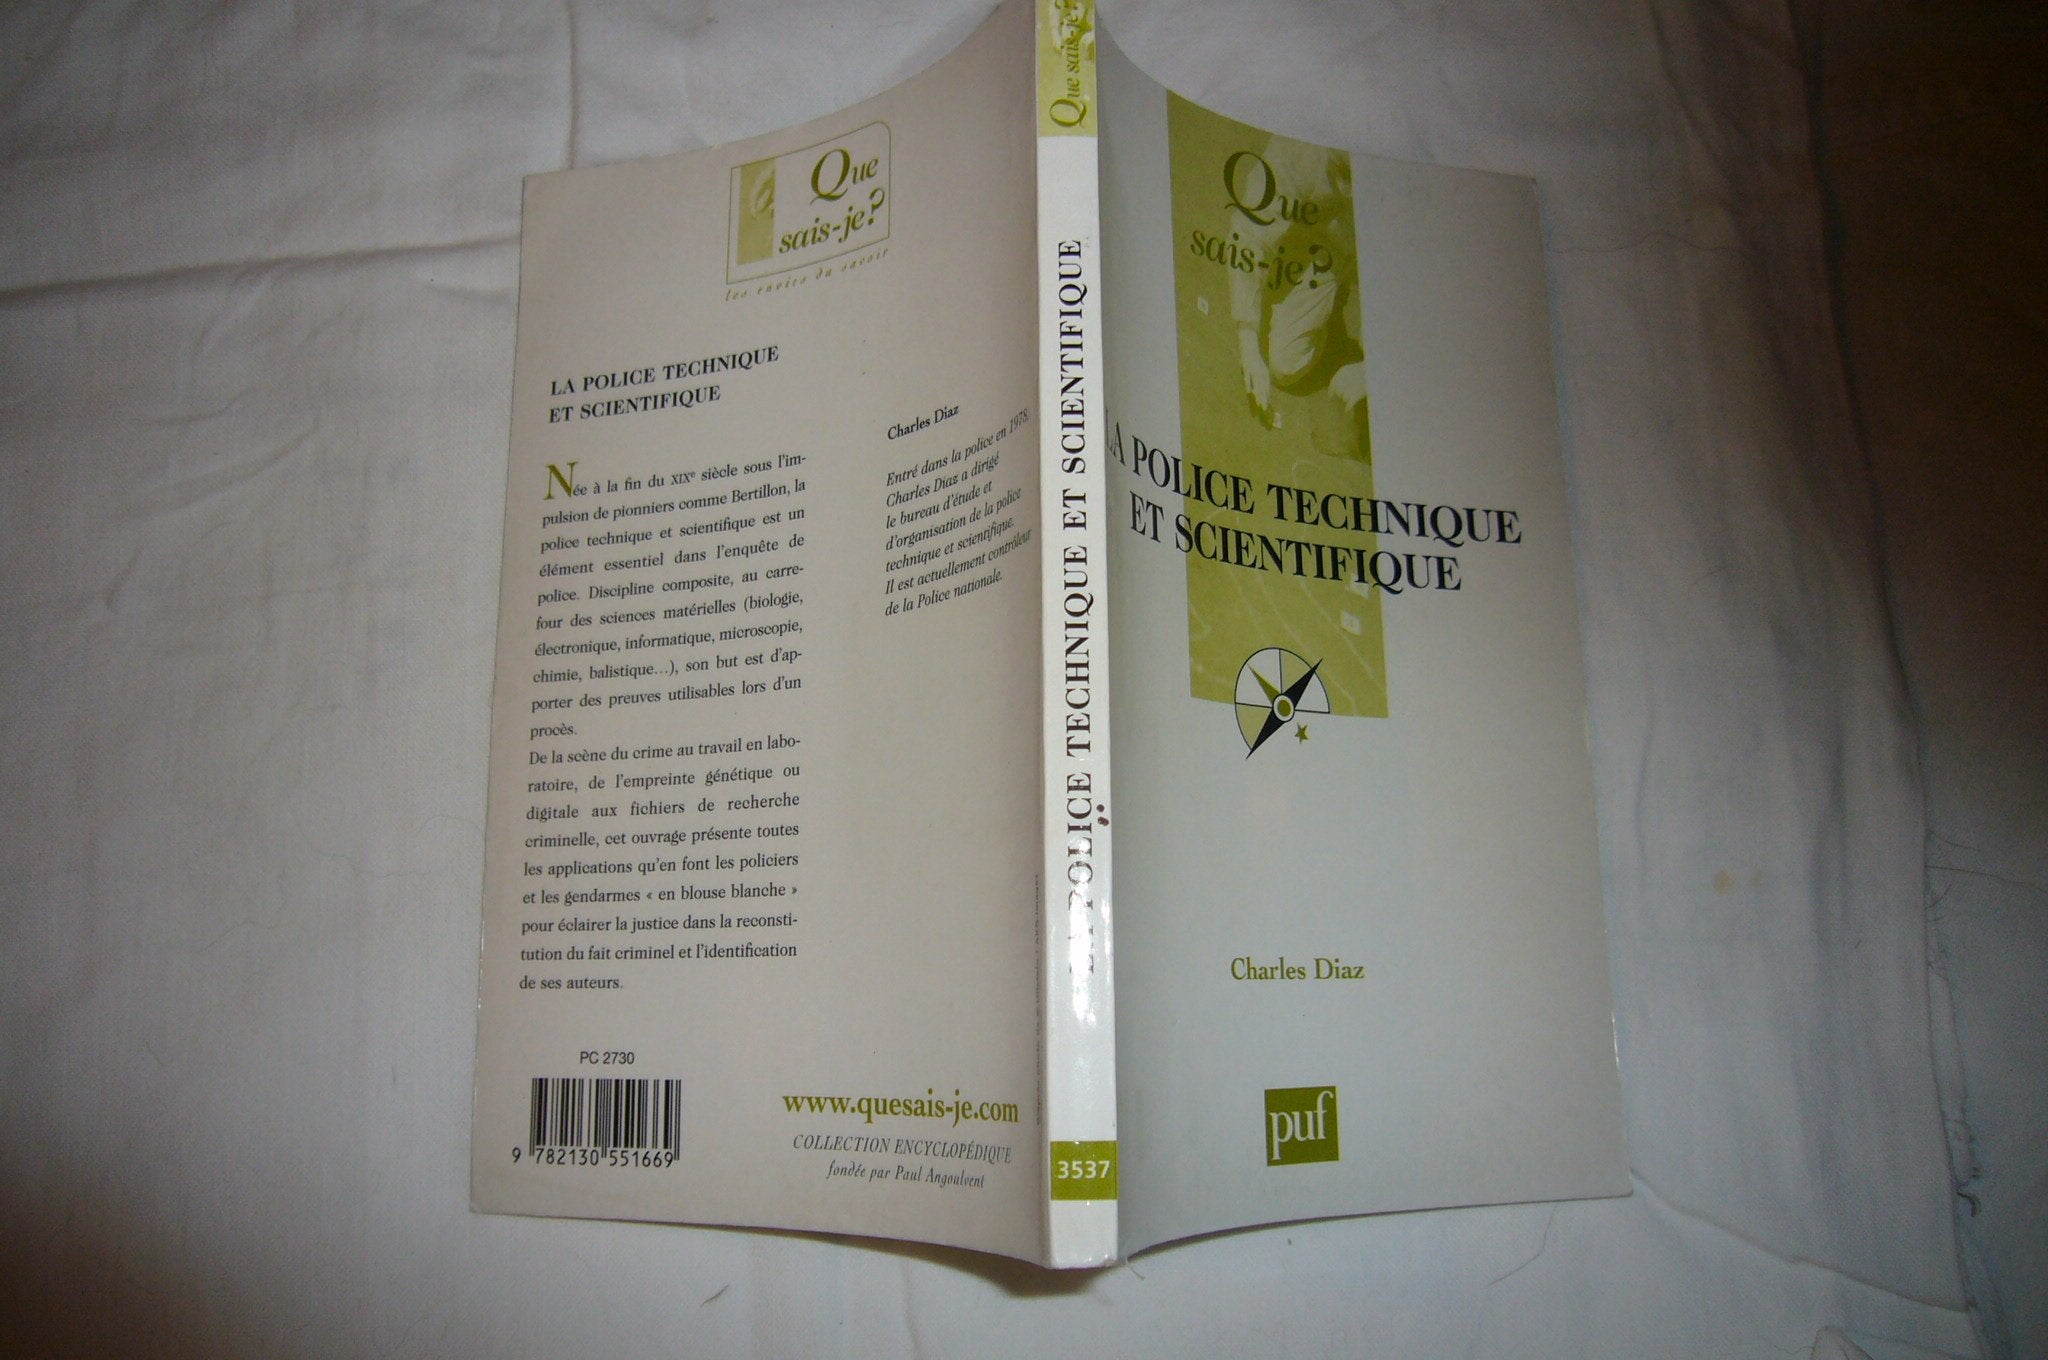 Que
sais-je?
les envies du savoir
LA POLICE TECHNIQUE
ET SCIENTIFIQUE
Née à la fin du XIXe siècle sous l'im-
pulsion de pionniers comme Bertillon, la
police technique et scientifique est un
élément essentiel dans l'enquête de
police. Discipline composite, au carre-
four des sciences matérielles (biologie,
électronique, informatique, microscopie,
chimie, balistique...), son but est d'ap-
porter des preuves utilisables lors d'un
procès.
De la scène du crime au travail en labo-
ratoire, de l'empreinte génétique ou
digitale aux fichiers de recherche
criminelle, cet ouvrage présente toutes
les applications qu'en font les policiers
et les gendarmes « en blouse blanche »
pour éclairer la justice dans la reconsti-
tution du fait criminel et l'identification
de ses auteurs.
Charles Diaz
Entré dans la police en 1978,
Charles Diaz a dirigé
le bureau d'étude et
d'organisation de la police
technique et scientifique.
Il est actuellement contrôleur
de la Police nationale.
PC 2730
9 782130 551669
www.quesais-je.com
COLLECTION ENCYCLOPÉDIQUE
fondée par Paul Angoulvent
Que sais-je?
LA POLICE TECHNIQUE ET SCIENTIFIQUE
3537
Que
sais-je?
LA POLICE TECHNIQUE
ET SCIENTIFIQUE
Charles Diaz
puf